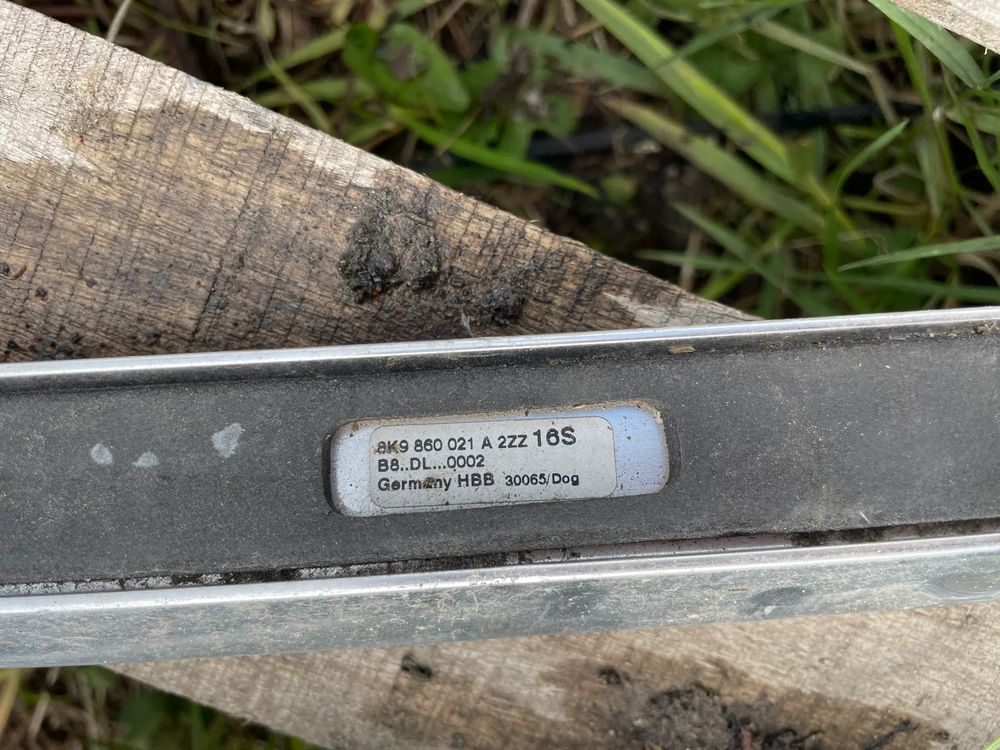 8K9 860 021 A 2ZZ 16S
B8..DL...0002
Germany HBB 30065/Dog